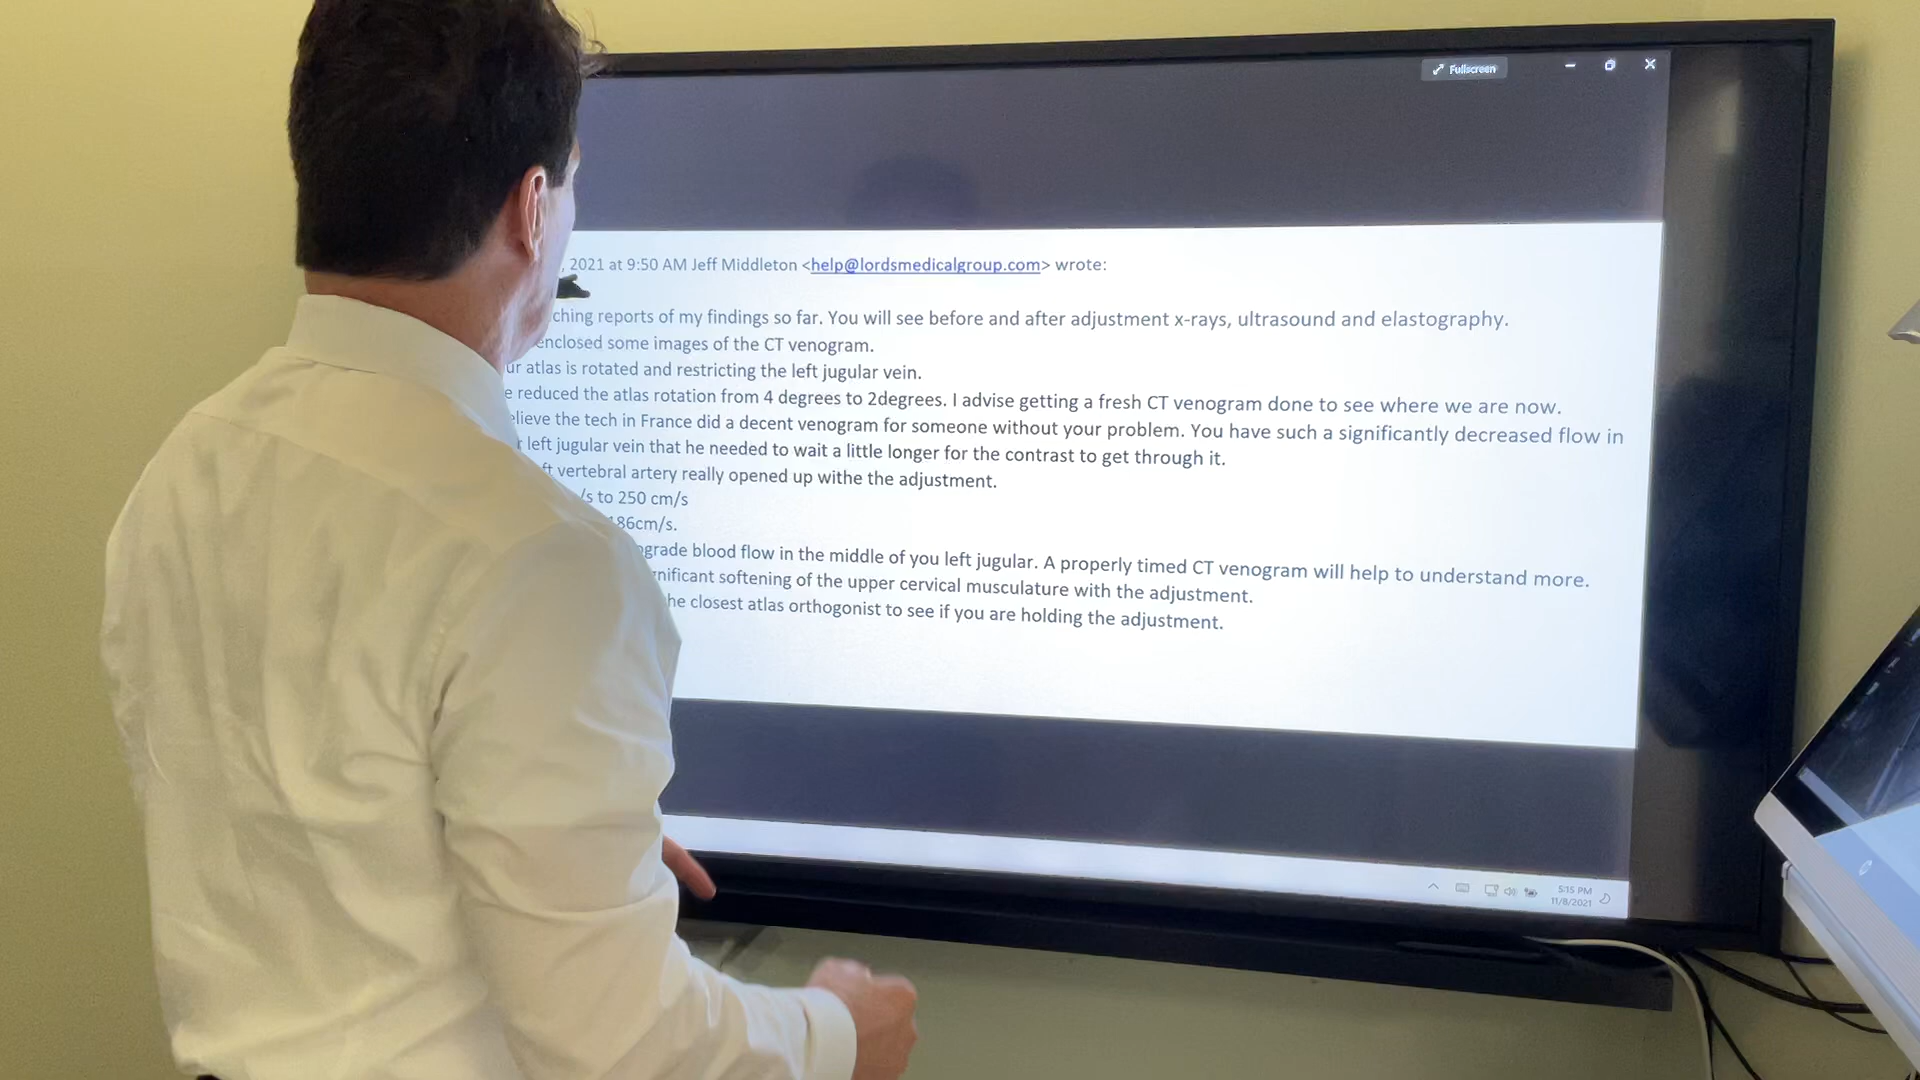 Fullscreen
, 2021 at 9:50 AM Jeff Middleton <help@lordsmedicalgroup.com> wrote:
ching reports of my findings so far. You will see before and after adjustment x-rays, ultrasound and elastography.
enclosed some images of the CT venogram.
ur atlas is rotated and restricting the left jugular vein.
e reduced the atlas rotation from 4 degrees to 2degrees. I advise getting a fresh CT venogram done to see where we are now.
elieve the tech in France did a decent venogram for someone without your problem. You have such a significantly decreased flow in
r left jugular vein that he needed to wait a little longer for the contrast to get through it.
ft vertebral artery really opened up withe the adjustment.
/s to 250 cm/s
186cm/s.
ograde blood flow in the middle of you left jugular. A properly timed CT venogram will help to understand more.
nificant softening of the upper cervical musculature with the adjustment.
he closest atlas orthogonist to see if you are holding the adjustment.
5:15 PM
11/8/2021